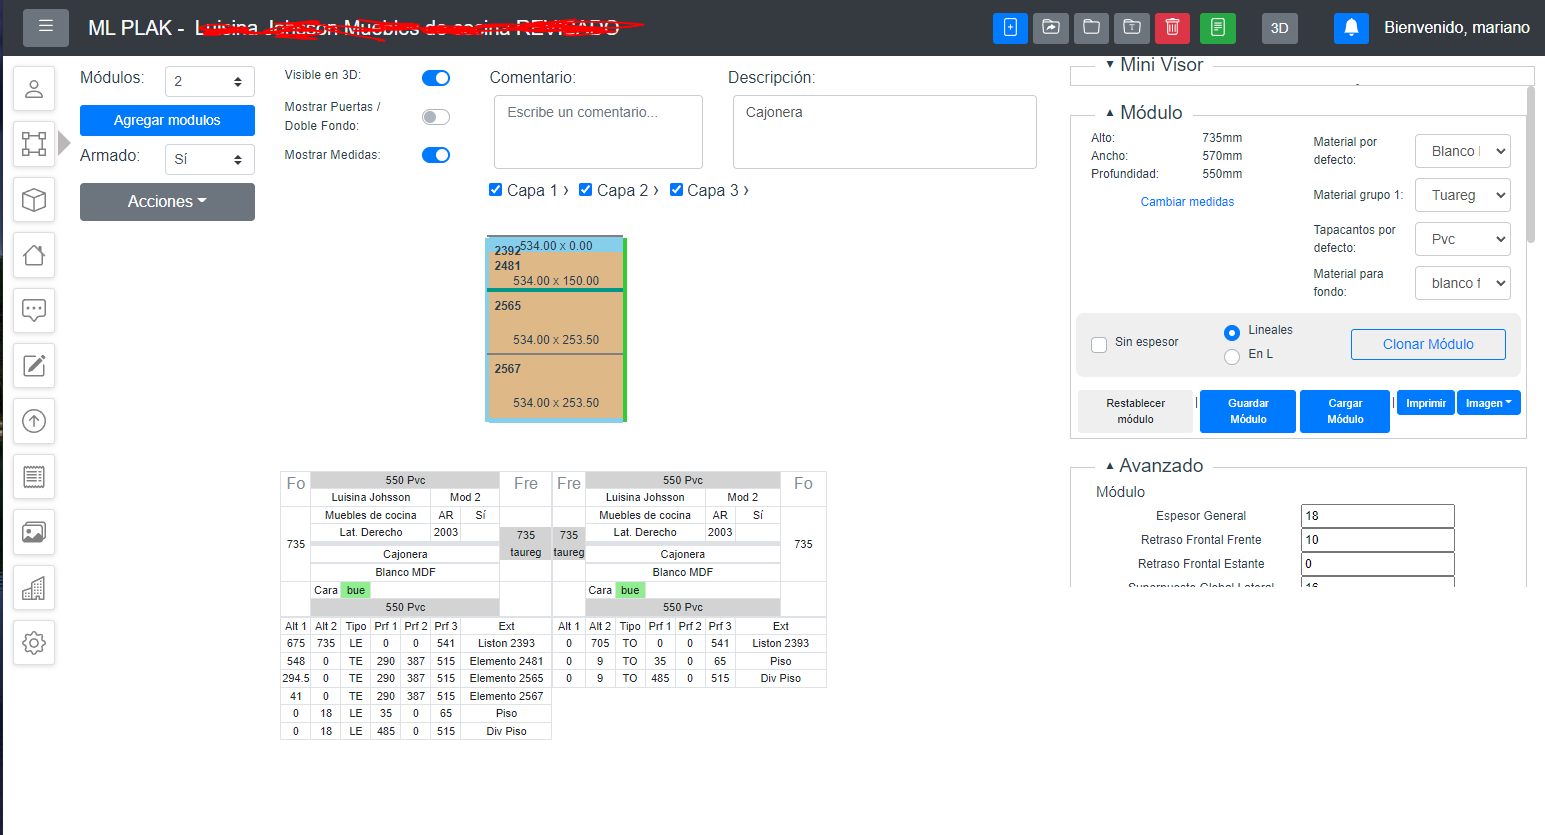 ML PLAK - Luisina Johsson Muebles de cocina REVISADO
3D
Bienvenido, mariano
Módulos: 2
Agregar modulos
Armado: Sí
Acciones
Visible en 3D:
Mostrar Puertas /
Doble Fondo:
Mostrar Medidas:
Comentario:
Escribe un comentario...
Descripción:
Cajonera
Capa 1 › Capa 2 › Capa 3 ›
2392 534.00 x 0.00
2481
534.00 x 150.00
2565
534.00 x 253.50
2567
534.00 x 253.50
Fo 550 Pvc Fre
Luisina Johsson Mod 2
Muebles de cocina AR Sí
735 Lat. Derecho 2003 735 taureg
Cajonera
Blanco MDF
Cara bue
550 Pvc
Alt 1 Alt 2 Tipo Prf 1 Prf 2 Prf 3 Ext
675 735 LE 0 0 541 Liston 2393
548 0 TE 290 387 515 Elemento 2481
294.5 0 TE 290 387 515 Elemento 2565
41 0 TE 290 387 515 Elemento 2567
0 18 LE 35 0 65 Piso
0 18 LE 485 0 515 Div Piso
Fre 550 Pvc Fo
Luisina Johsson Mod 2
Muebles de cocina AR Sí
735 taureg Lat. Derecho 2003 735
Cajonera
Blanco MDF
Cara bue
550 Pvc
Alt 1 Alt 2 Tipo Prf 1 Prf 2 Prf 3 Ext
0 705 TO 0 0 541 Liston 2393
0 9 TO 35 0 65 Piso
0 9 TO 485 0 515 Div Piso
Mini Visor
Módulo
Alto: 735mm
Ancho: 570mm
Profundidad: 550mm
Cambiar medidas
Material por
defecto: Blanco
Material grupo 1: Tuareg
Tapacantos por
defecto: Pvc
Material para
fondo: blanco f
Sin espesor
Lineales
En L
Clonar Módulo
Restablecer
módulo
Guardar
Módulo
Cargar
Módulo
Imprimir
Imagen
Avanzado
Módulo
Espesor General 18
Retraso Frontal Frente 10
Retraso Frontal Estante 0
Superpuesto Global Lateral 16